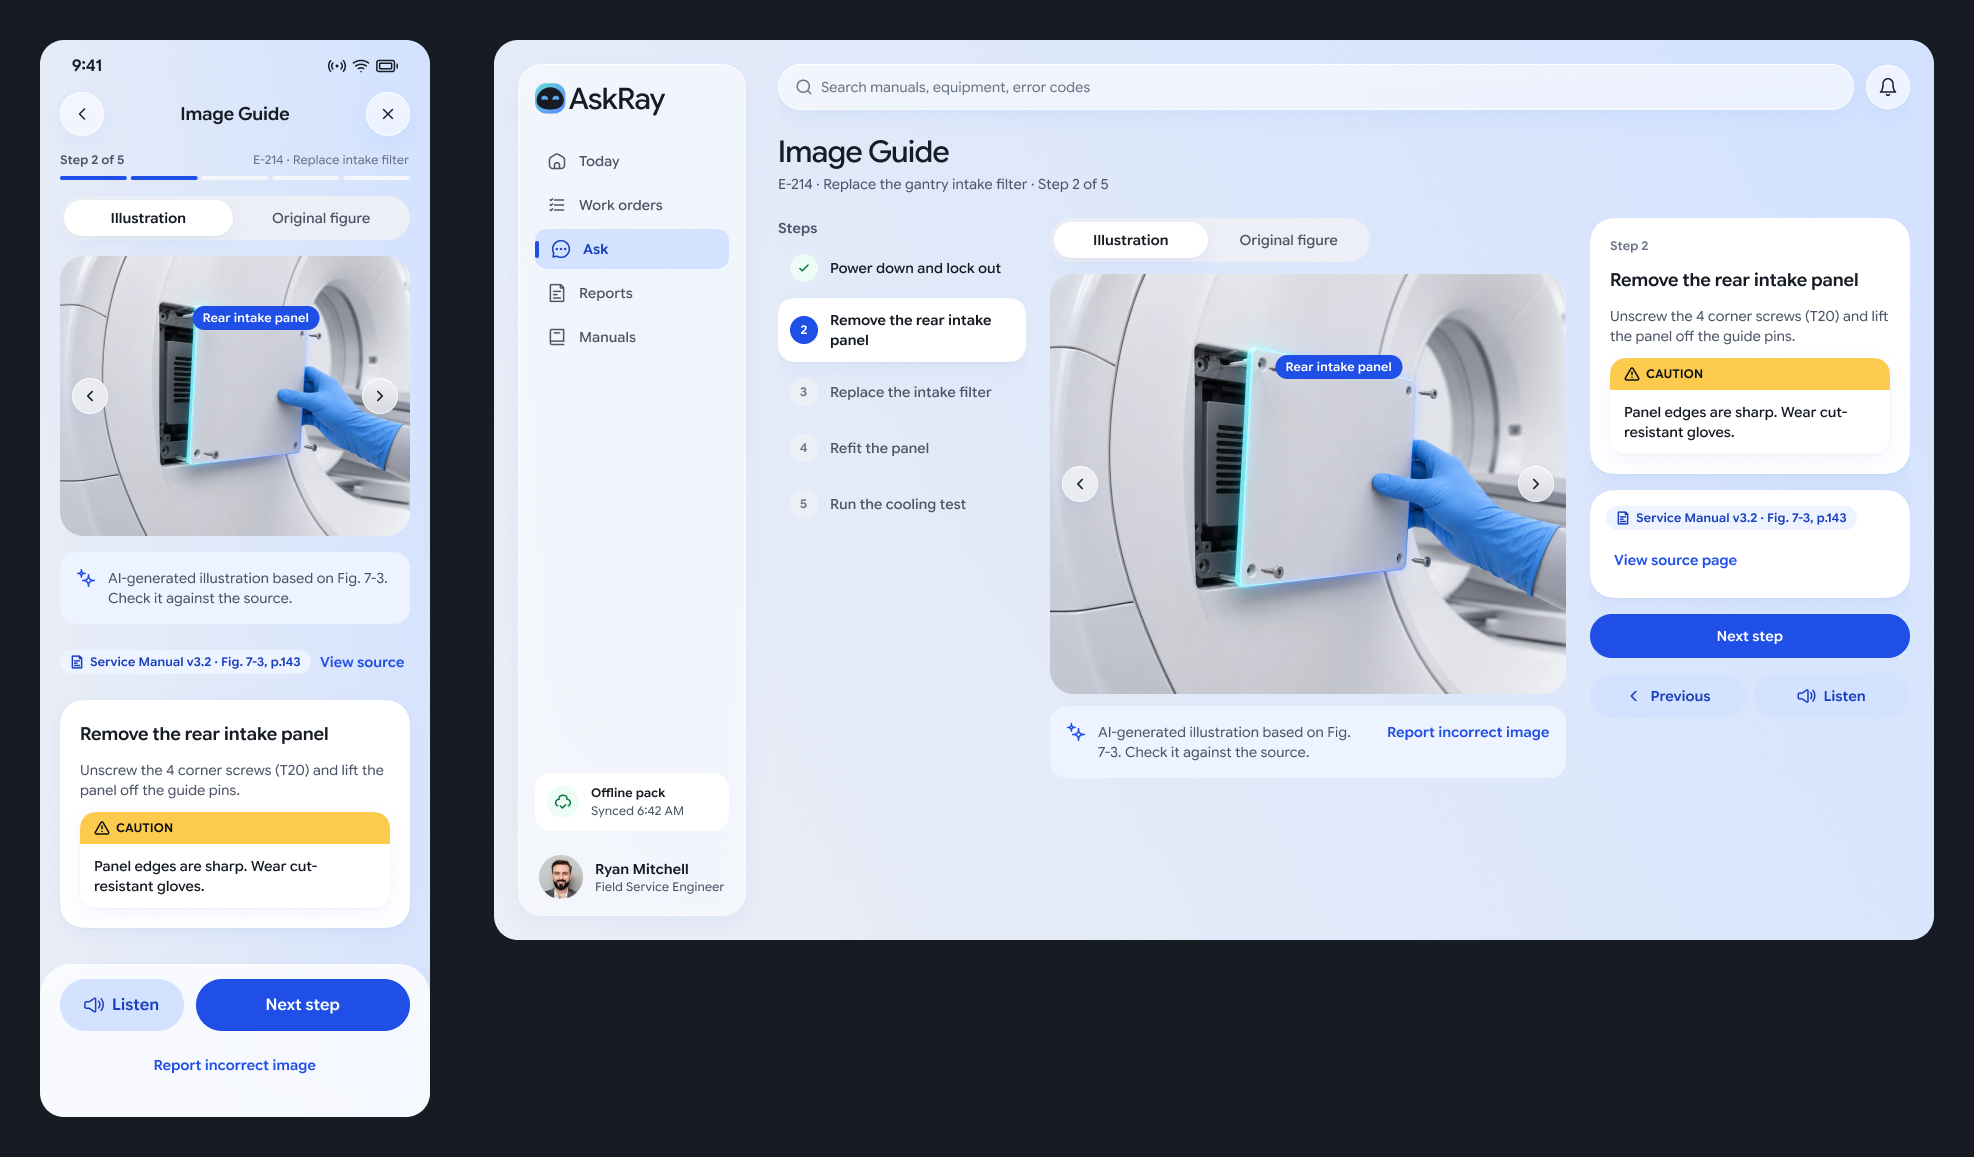 9:41
Image Guide
Step 2 of 5
E-214 · Replace intake filter
Illustration
Original figure
Rear intake panel
AI-generated illustration based on Fig. 7-3.
Check it against the source.
Service Manual v3.2 · Fig. 7-3, p.143
View source
Remove the rear intake panel
Unscrew the 4 corner screws (T20) and lift the
panel off the guide pins.
CAUTION
Panel edges are sharp. Wear cut-
resistant gloves.
Listen
Next step
Report incorrect image
AskRay
Today
Work orders
Ask
Reports
Manuals
Offline pack
Synced 6:42 AM
Ryan Mitchell
Field Service Engineer
Search manuals, equipment, error codes
Image Guide
E-214 · Replace the gantry intake filter · Step 2 of 5
Steps
Power down and lock out
2
Remove the rear intake
panel
3
Replace the intake filter
4
Refit the panel
5
Run the cooling test
Illustration
Original figure
Rear intake panel
AI-generated illustration based on Fig.
7-3. Check it against the source.
Report incorrect image
Step 2
Remove the rear intake panel
Unscrew the 4 corner screws (T20) and lift
the panel off the guide pins.
CAUTION
Panel edges are sharp. Wear cut-
resistant gloves.
Service Manual v3.2 · Fig. 7-3, p.143
View source page
Next step
Previous
Listen